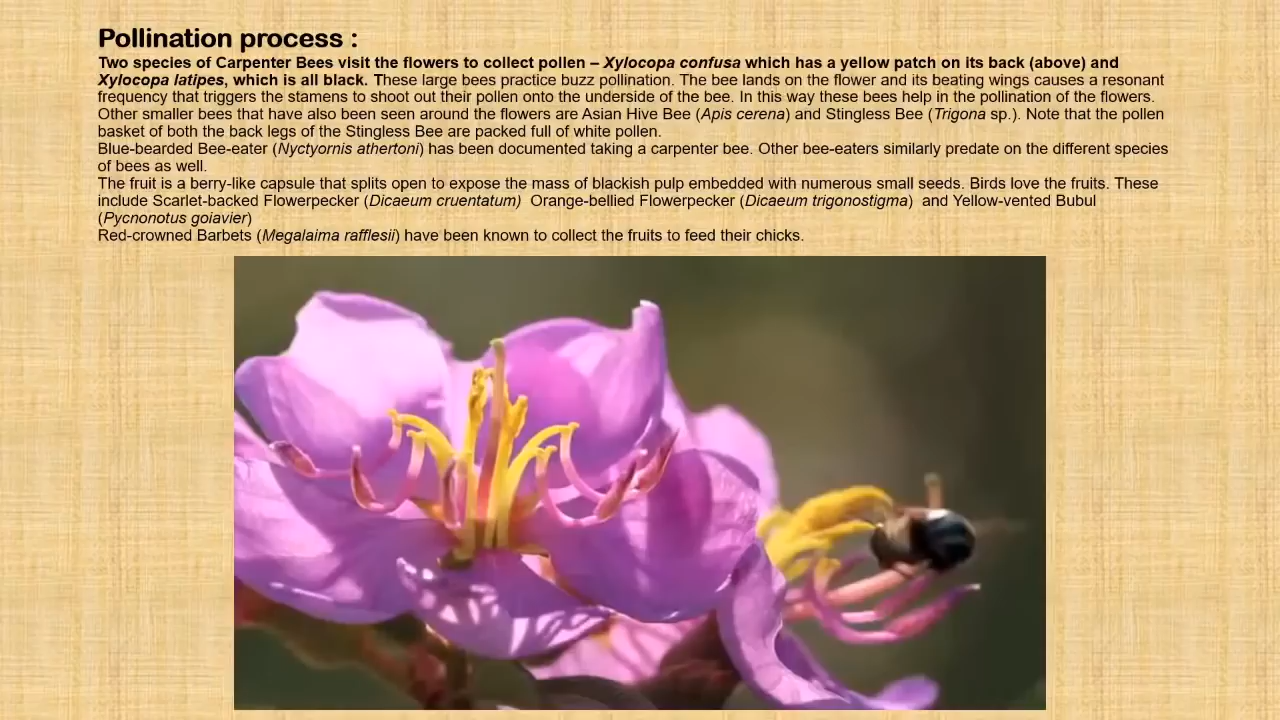 Pollination process :
Two species of Carpenter Bees visit the flowers to collect pollen – Xylocopa confusa which has a yellow patch on its back (above) and
Xylocopa latipes, which is all black. These large bees practice buzz pollination. The bee lands on the flower and its beating wings causes a resonant
frequency that triggers the stamens to shoot out their pollen onto the underside of the bee. In this way these bees help in the pollination of the flowers.
Other smaller bees that have also been seen around the flowers are Asian Hive Bee (Apis cerena) and Stingless Bee (Trigona sp.). Note that the pollen
basket of both the back legs of the Stingless Bee are packed full of white pollen.
Blue-bearded Bee-eater (Nyctyornis athertoni) has been documented taking a carpenter bee. Other bee-eaters similarly predate on the different species
of bees as well.
The fruit is a berry-like capsule that splits open to expose the mass of blackish pulp embedded with numerous small seeds. Birds love the fruits. These
include Scarlet-backed Flowerpecker (Dicaeum cruentatum)  Orange-bellied Flowerpecker (Dicaeum trigonostigma)  and Yellow-vented Bubul
(Pycnonotus goiavier)
Red-crowned Barbets (Megalaima rafflesii) have been known to collect the fruits to feed their chicks.